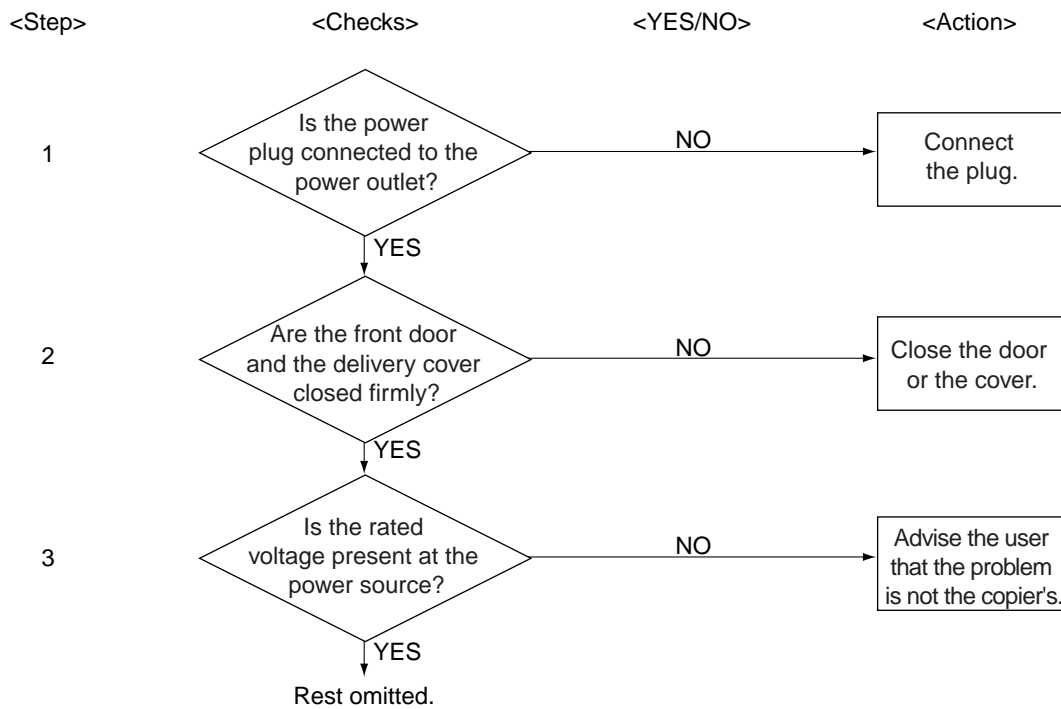 <Step>
<Checks>
<YES/NO>
<Action>
1
Is the power
plug connected to the
power outlet?
NO
Connect
the plug.
YES
2
Are the front door
and the delivery cover
closed firmly?
NO
Close the door
or the cover.
YES
3
Is the rated
voltage present at the
power source?
NO
Advise the user
that the problem
is not the copier's.
YES
Rest omitted.